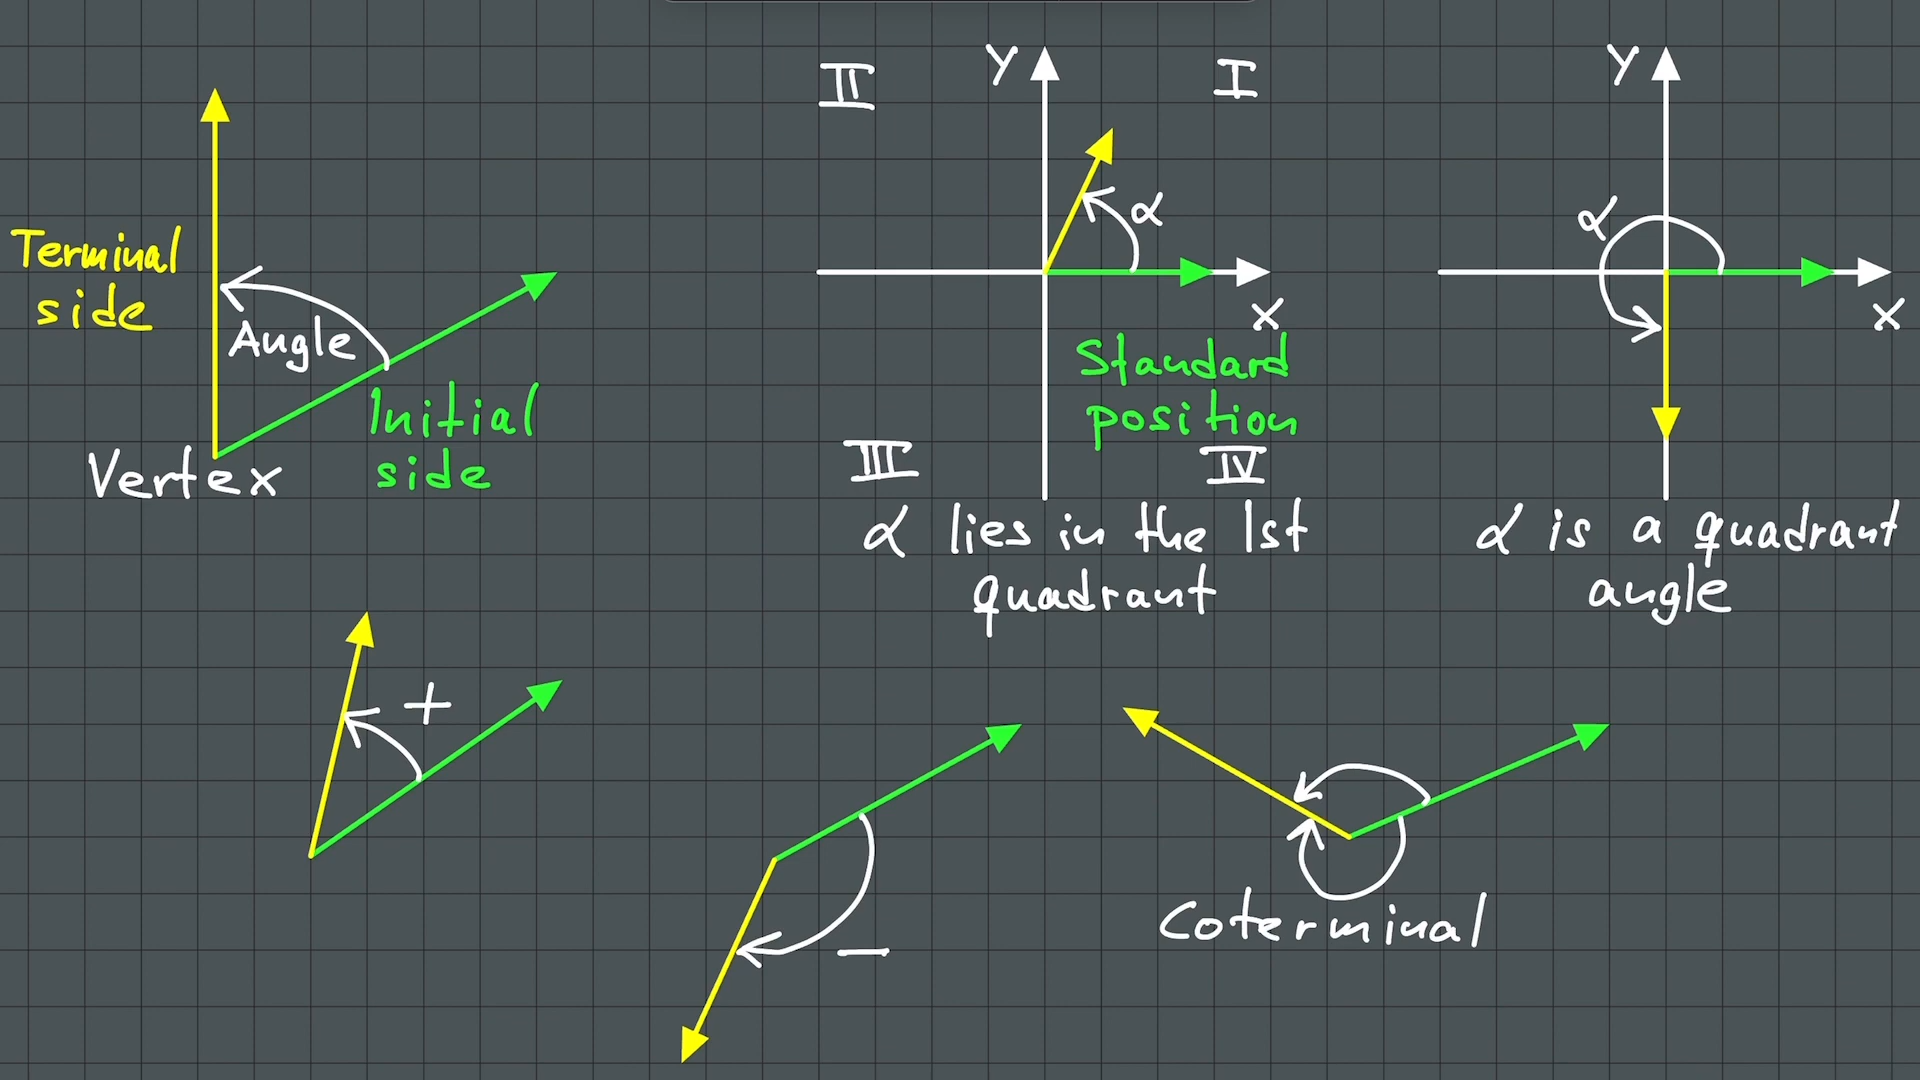 Terminal
side
Angle
Initial
side
Vertex
II
Y
I
α
X
Standard
position
III
IV
α lies in the 1st
quadrant
Y
α
X
α is a quadrant
angle
+
−
Coterminal